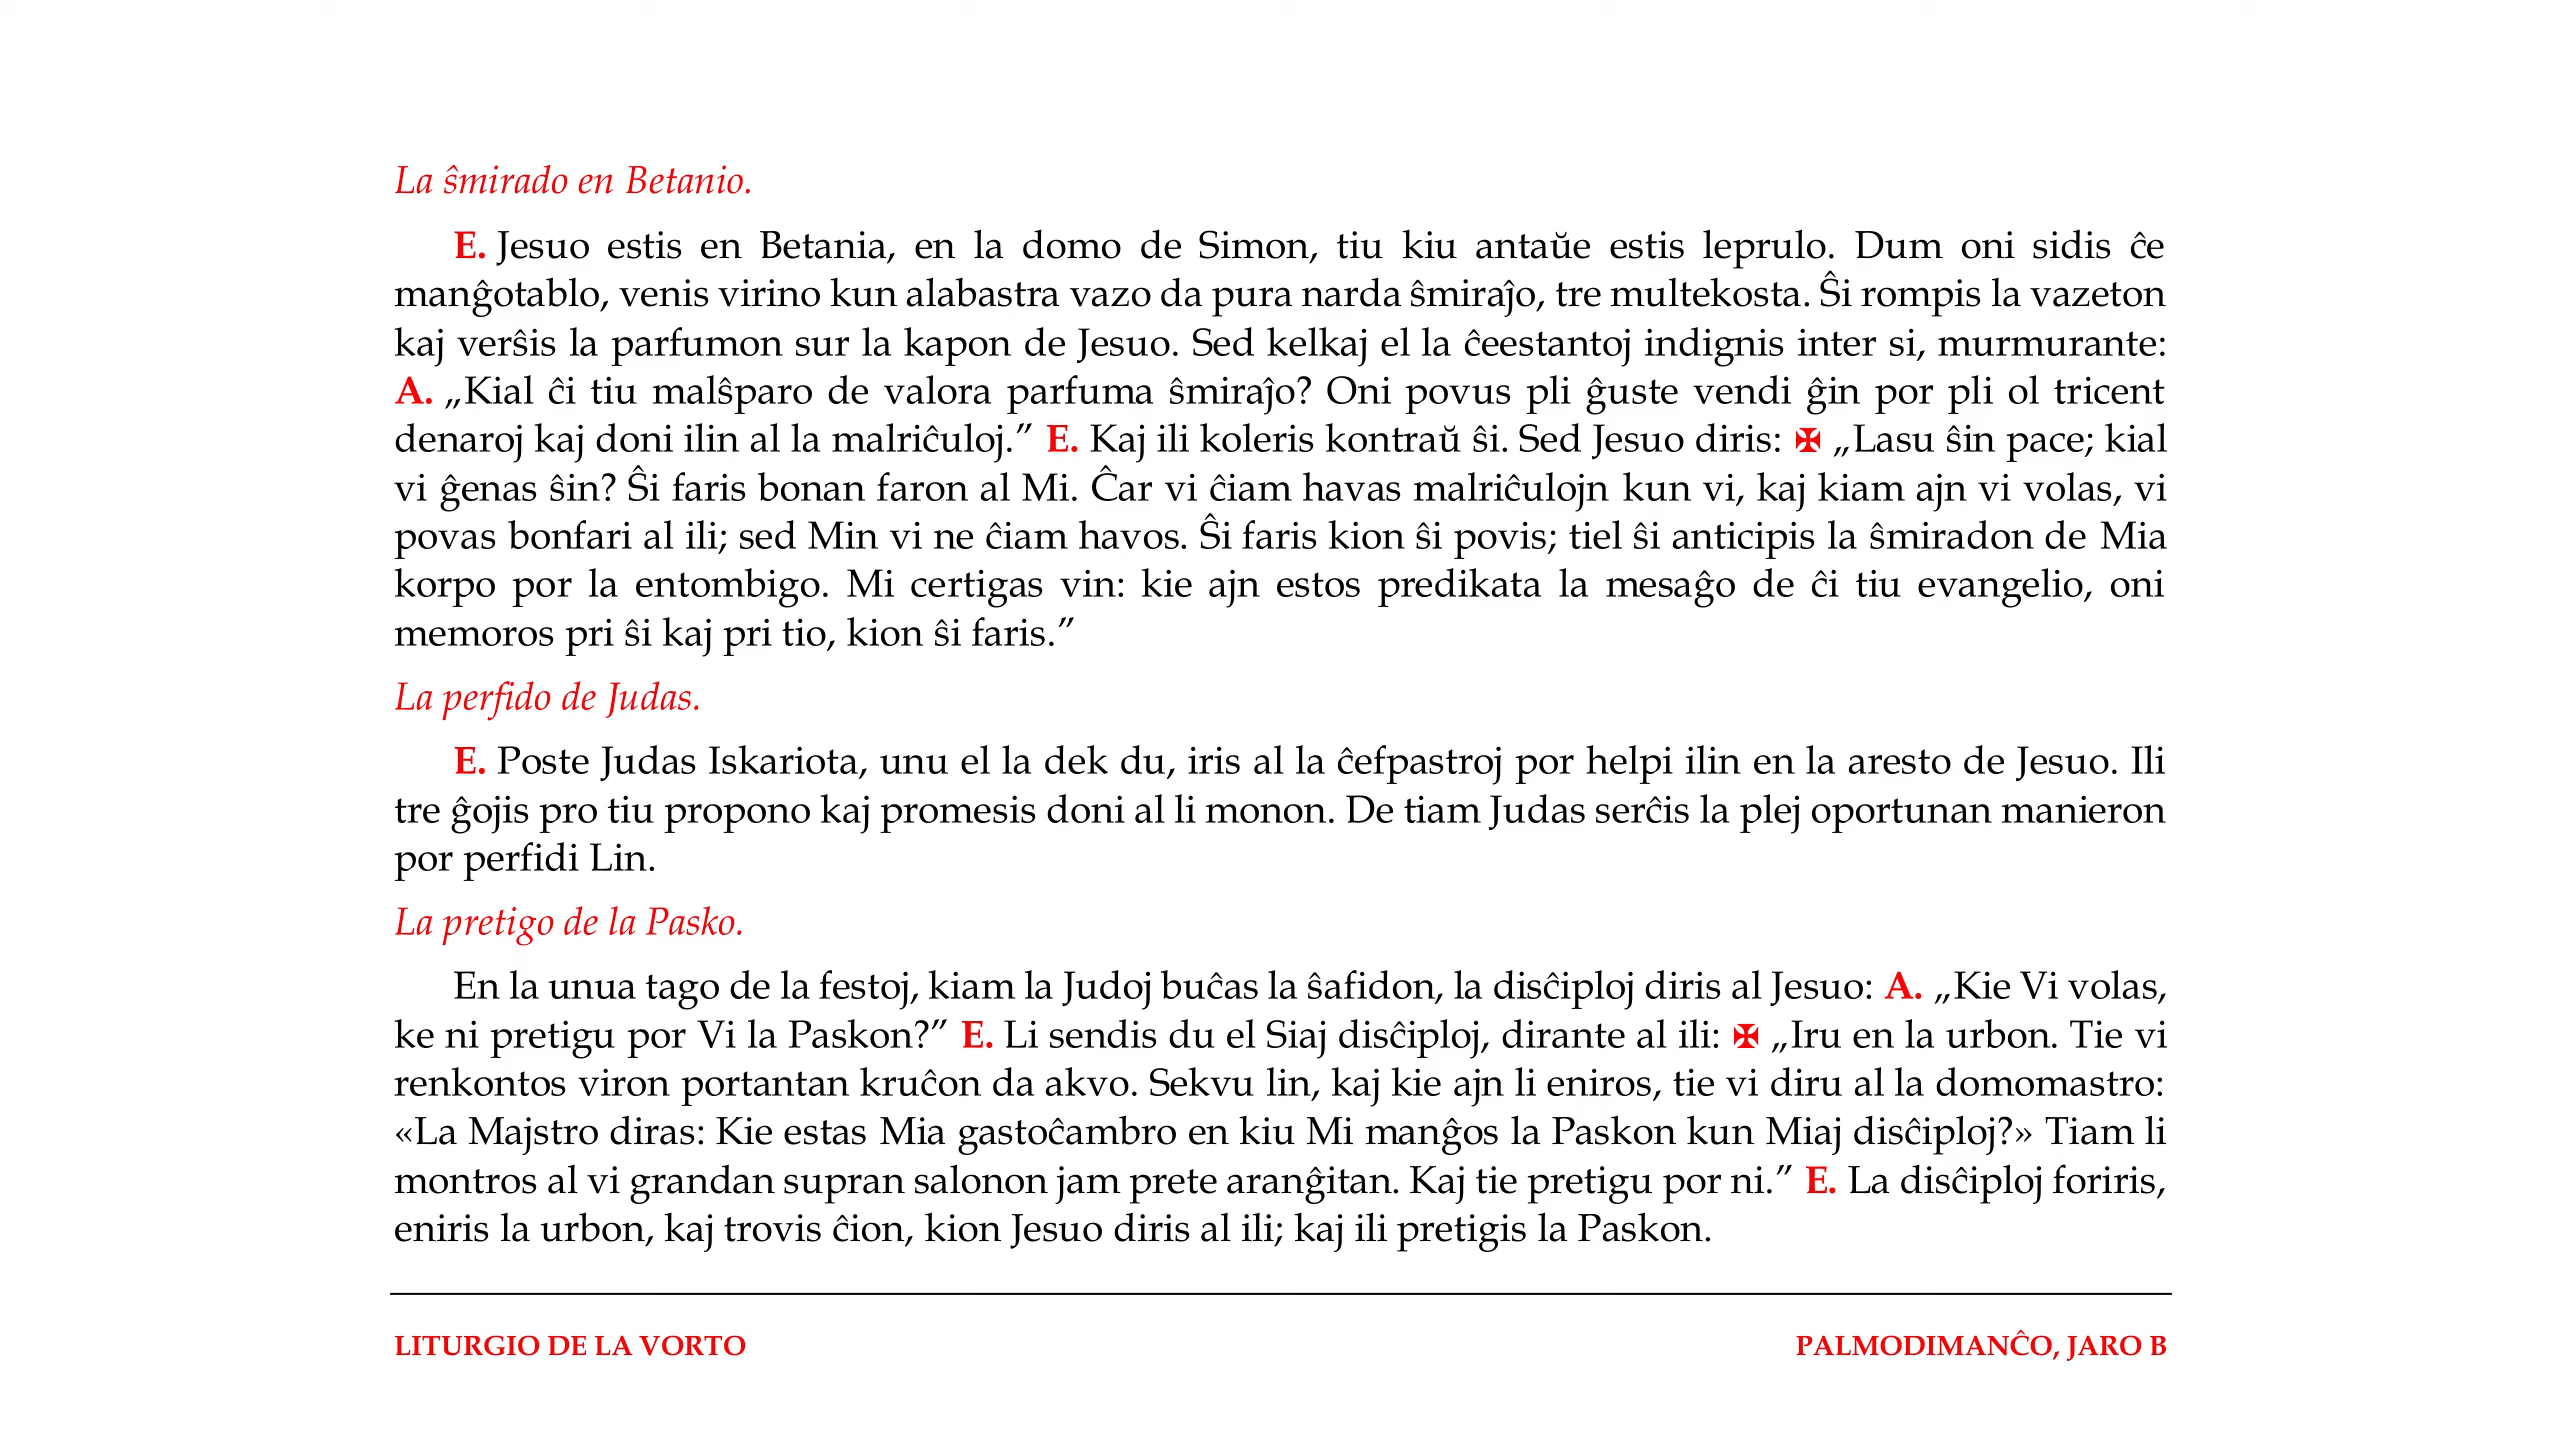 La ŝmirado en Betanio.
E. Jesuo estis en Betania, en la domo de Simon, tiu kiu antaŭe estis leprulo. Dum oni sidis ĉe
manĝotablo, venis virino kun alabastra vazo da pura narda ŝmiraĵo, tre multekosta. Ŝi rompis la vazeton
kaj verŝis la parfumon sur la kapon de Jesuo. Sed kelkaj el la ĉeestantoj indignis inter si, murmurante:
A. „Kial ĉi tiu malŝparo de valora parfuma ŝmiraĵo? Oni povus pli ĝuste vendi ĝin por pli ol tricent
denaroj kaj doni ilin al la malriĉuloj.” E. Kaj ili koleris kontraŭ ŝi. Sed Jesuo diris: ✠ „Lasu ŝin pace; kial
vi ĝenas ŝin? Ŝi faris bonan faron al Mi. Ĉar vi ĉiam havas malriĉulojn kun vi, kaj kiam ajn vi volas, vi
povas bonfari al ili; sed Min vi ne ĉiam havos. Ŝi faris kion ŝi povis; tiel ŝi anticipis la ŝmiradon de Mia
korpo por la entombigo. Mi certigas vin: kie ajn estos predikata la mesaĝo de ĉi tiu evangelio, oni
memoros pri ŝi kaj pri tio, kion ŝi faris.”
La perfido de Judas.
E. Poste Judas Iskariota, unu el la dek du, iris al la ĉefpastroj por helpi ilin en la aresto de Jesuo. Ili
tre ĝojis pro tiu propono kaj promesis doni al li monon. De tiam Judas serĉis la plej oportunan manieron
por perfidi Lin.
La pretigo de la Pasko.
En la unua tago de la festoj, kiam la Judoj buĉas la ŝafidon, la disĉiploj diris al Jesuo: A. „Kie Vi volas,
ke ni pretigu por Vi la Paskon?” E. Li sendis du el Siaj disĉiploj, dirante al ili: ✠ „Iru en la urbon. Tie vi
renkontos viron portantan kruĉon da akvo. Sekvu lin, kaj kie ajn li eniros, tie vi diru al la domomastro:
«La Majstro diras: Kie estas Mia gastoĉambro en kiu Mi manĝos la Paskon kun Miaj disĉiploj?» Tiam li
montros al vi grandan supran salonon jam prete aranĝitan. Kaj tie pretigu por ni.” E. La disĉiploj foriris,
eniris la urbon, kaj trovis ĉion, kion Jesuo diris al ili; kaj ili pretigis la Paskon.
LITURGIO DE LA VORTO
PALMODIMANĈO, JARO B